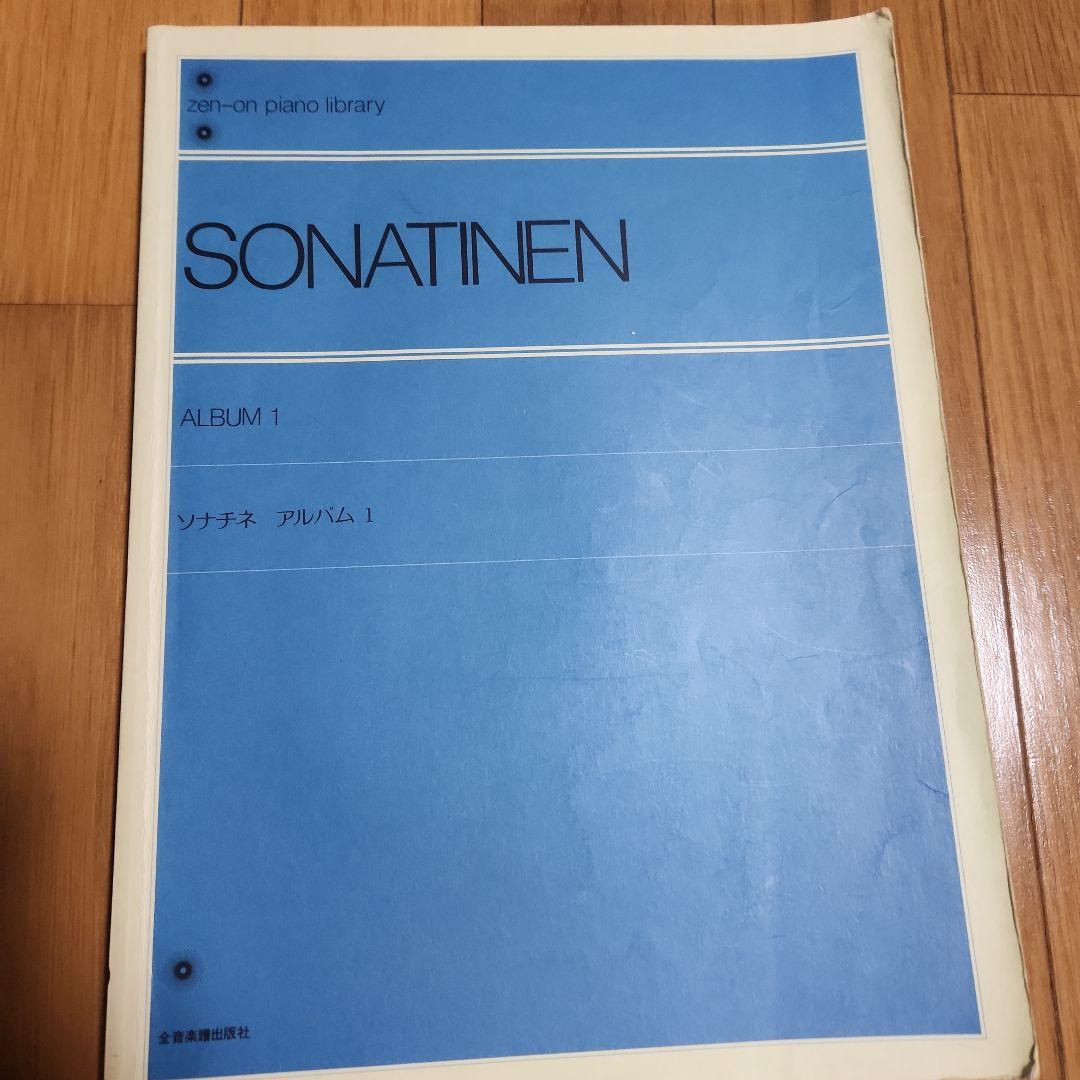 zen-on piano library
SONATINEN
ALBUM 1
ソナチネ アルバム 1
全音楽譜出版社